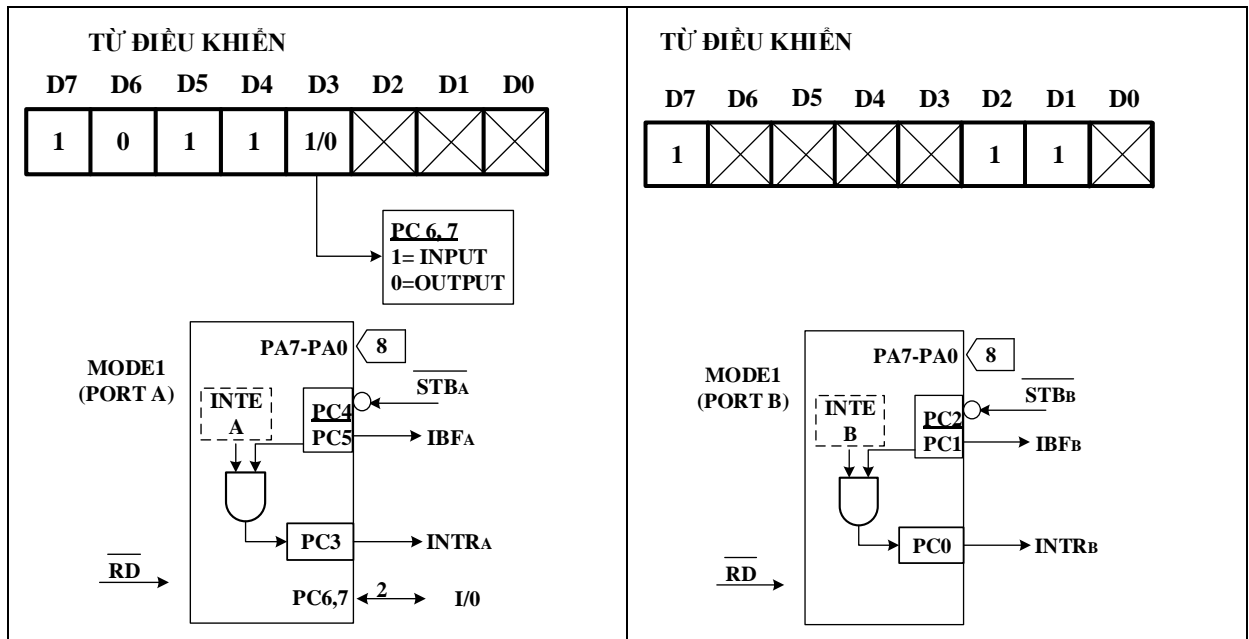 TỪ ĐIỀU KHIỂN
D7 D6 D5 D4 D3 D2 D1 D0
1 0 1 1 1/0
PC 6, 7
1= INPUT
0=OUTPUT
MODE1
(PORT A)
PA7-PA0 8
INTE
A
PC4
PC5
STBA
IBFA
PC3 INTRA
RD
PC6,7 2 I/0
TỪ ĐIỀU KHIỂN
D7 D6 D5 D4 D3 D2 D1 D0
1 1 1
MODE1
(PORT B)
PA7-PA0 8
INTE
B
PC2
PC1
STBB
IBFB
PC0 INTRB
RD